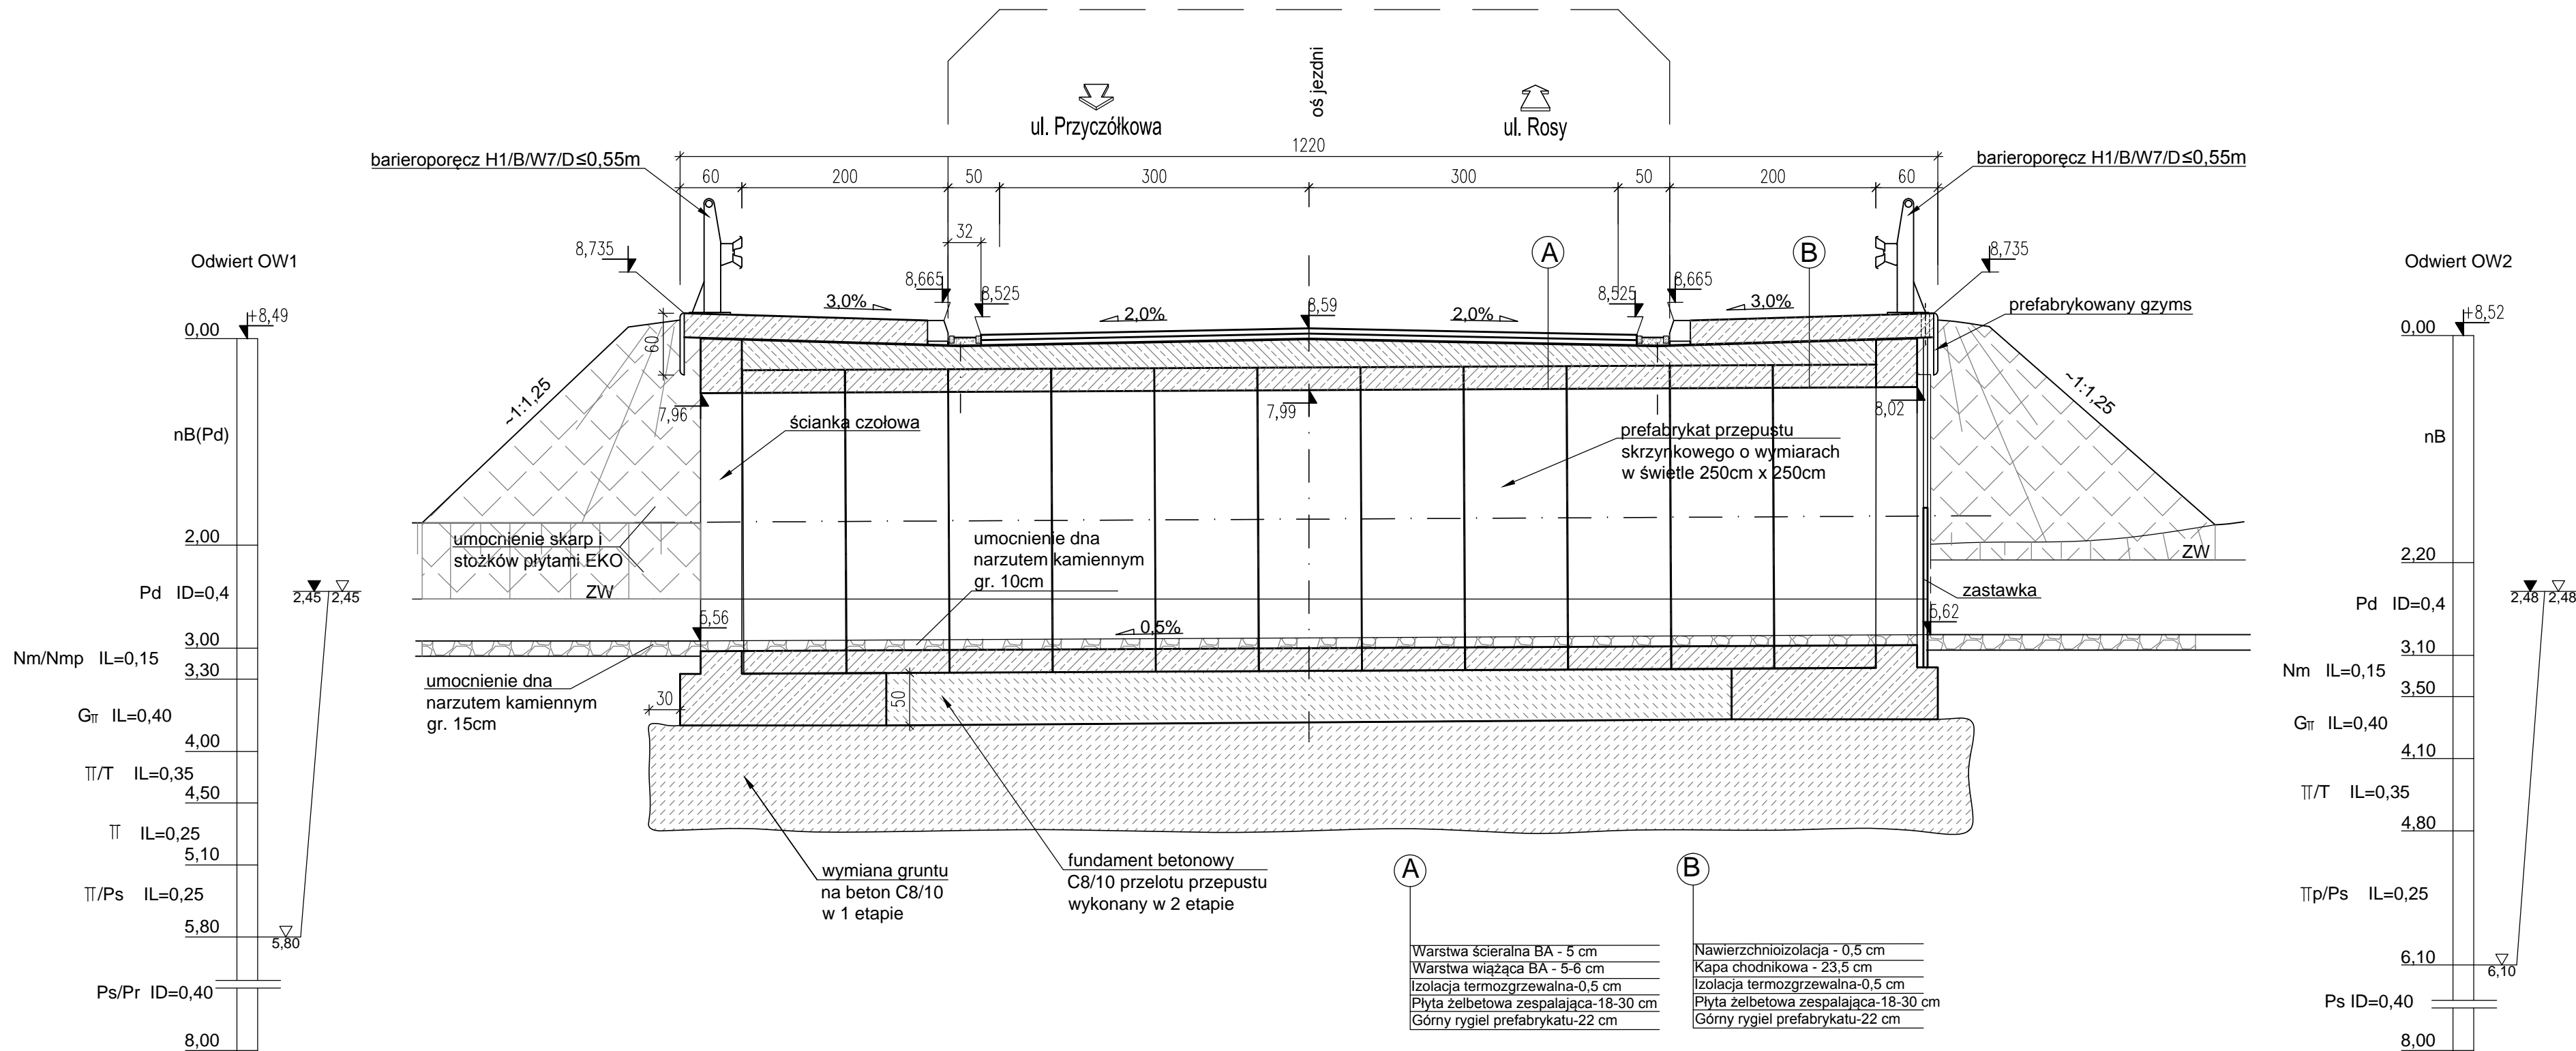 oś jezdni
ul. Przyczółkowa
ul. Rosy
1220
barieroporęcz H1/B/W7/D≤0,55m
barieroporęcz H1/B/W7/D≤0,55m
60
200
50
300
300
50
200
60
32
Odwiert OW1
8,735
8,665
8,525
3,0%
2,0%
8,59
2,0%
8,525
8,665
3,0%
8,735
A
B
Odwiert OW2
prefabrykowany gzyms
+8,49
0,00
+8,52
0,00
60
~1:1,25
~1:1,25
7,96
7,99
8,02
ścianka czołowa
prefabrykat przepustu
skrzynkowego o wymiarach
w świetle 250cm x 250cm
nB(Pd)
nB
2,00
umocnienie skarp i
stożków płytami EKO
ZW
umocnienie dna
narzutem kamiennym
gr. 10cm
ZW
2,20
Pd ID=0,4
2,45 2,45
zastawka
Pd ID=0,4
2,48 2,48
5,56
0,5%
5,62
3,00
Nm/Nmp IL=0,15
3,30
3,10
Nm IL=0,15
3,50
umocnienie dna
narzutem kamiennym
gr. 15cm
30
50
Gπ IL=0,40
4,00
Gπ IL=0,40
4,10
π/T IL=0,35
4,50
π/T IL=0,35
4,80
π IL=0,25
5,10
π/Ps IL=0,25
5,80
5,80
πp/Ps IL=0,25
6,10
6,10
wymiana gruntu
na beton C8/10
w 1 etapie
fundament betonowy
C8/10 przelotu przepustu
wykonany w 2 etapie
A
Warstwa ścieralna BA - 5 cm
Warstwa wiążąca BA - 5-6 cm
Izolacja termozgrzewalna-0,5 cm
Płyta żelbetowa zespalająca-18-30 cm
Górny rygiel prefabrykatu-22 cm
B
Nawierzchnioizolacja - 0,5 cm
Kapa chodnikowa - 23,5 cm
Izolacja termozgrzewalna-0,5 cm
Płyta żelbetowa zespalająca-18-30 cm
Górny rygiel prefabrykatu-22 cm
Ps/Pr ID=0,40
8,00
Ps ID=0,40
8,00